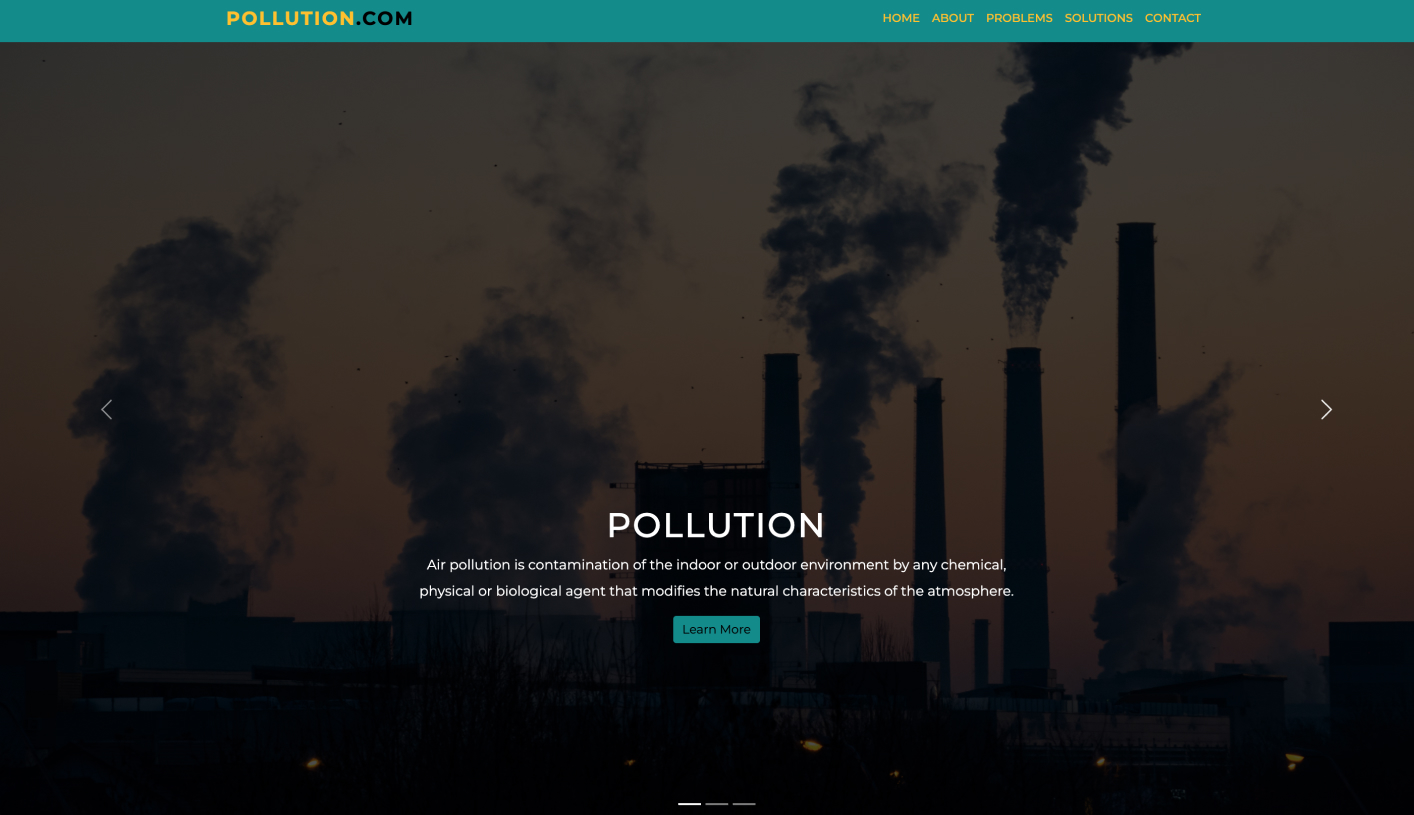 POLLUTION.COM
HOME ABOUT PROBLEMS SOLUTIONS CONTACT
POLLUTION
Air pollution is contamination of the indoor or outdoor environment by any chemical,
physical or biological agent that modifies the natural characteristics of the atmosphere.
Learn More